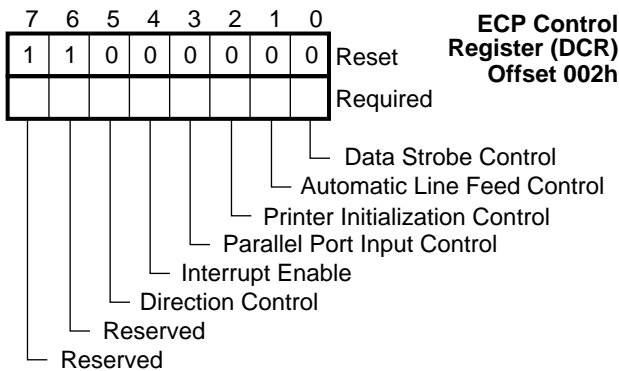 7 6 5 4 3 2 1 0
ECP Control
Register (DCR)
Offset 002h
1 1 0 0 0 0 0 0 Reset
Required
Data Strobe Control
Automatic Line Feed Control
Printer Initialization Control
Parallel Port Input Control
Interrupt Enable
Direction Control
Reserved
Reserved